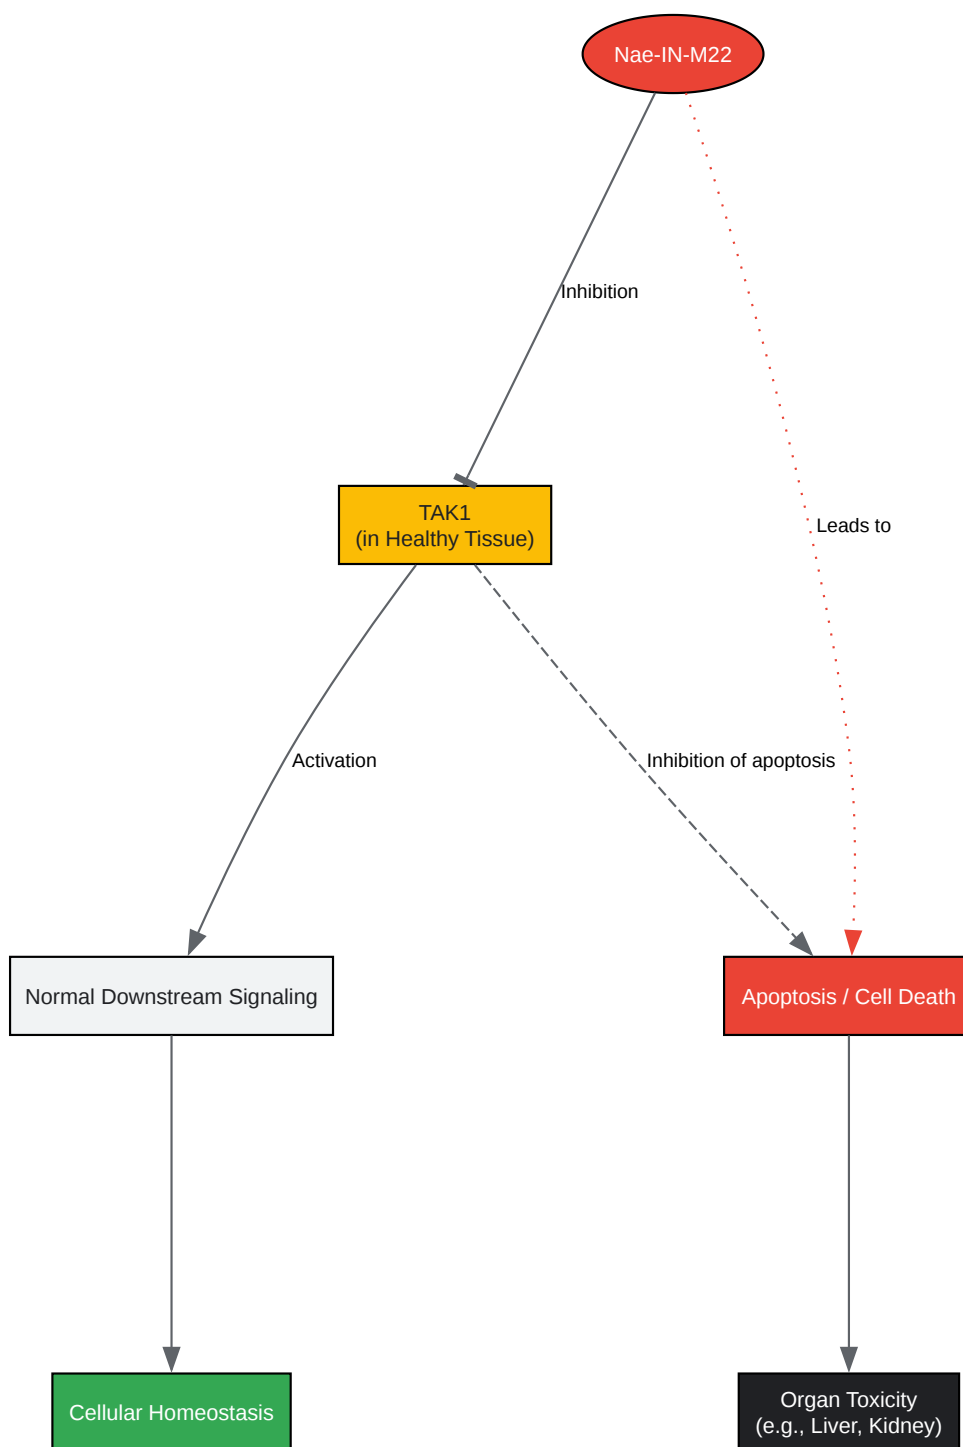 Nae-IN-M22
Inhibition
TAK1
(in Healthy Tissue)
Leads to
Activation
Inhibition of apoptosis
Normal Downstream Signaling
Apoptosis / Cell Death
Cellular Homeostasis
Organ Toxicity
(e.g., Liver, Kidney)